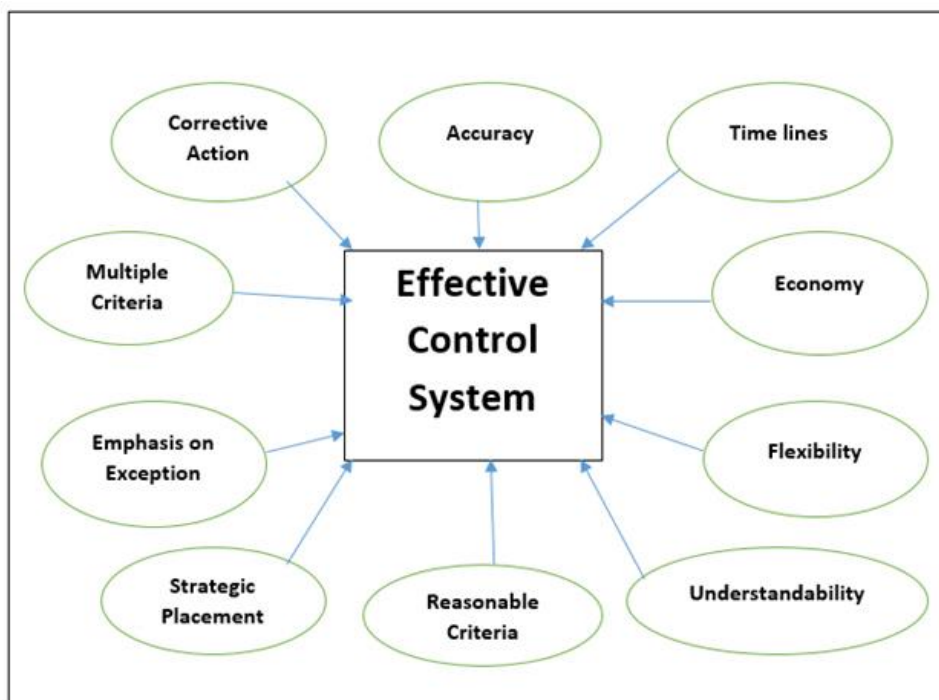 Corrective
Action
Accuracy
Time lines
Multiple
Criteria
Effective
Control
System
Economy
Emphasis on
Exception
Flexibility
Strategic
Placement
Reasonable
Criteria
Understandability